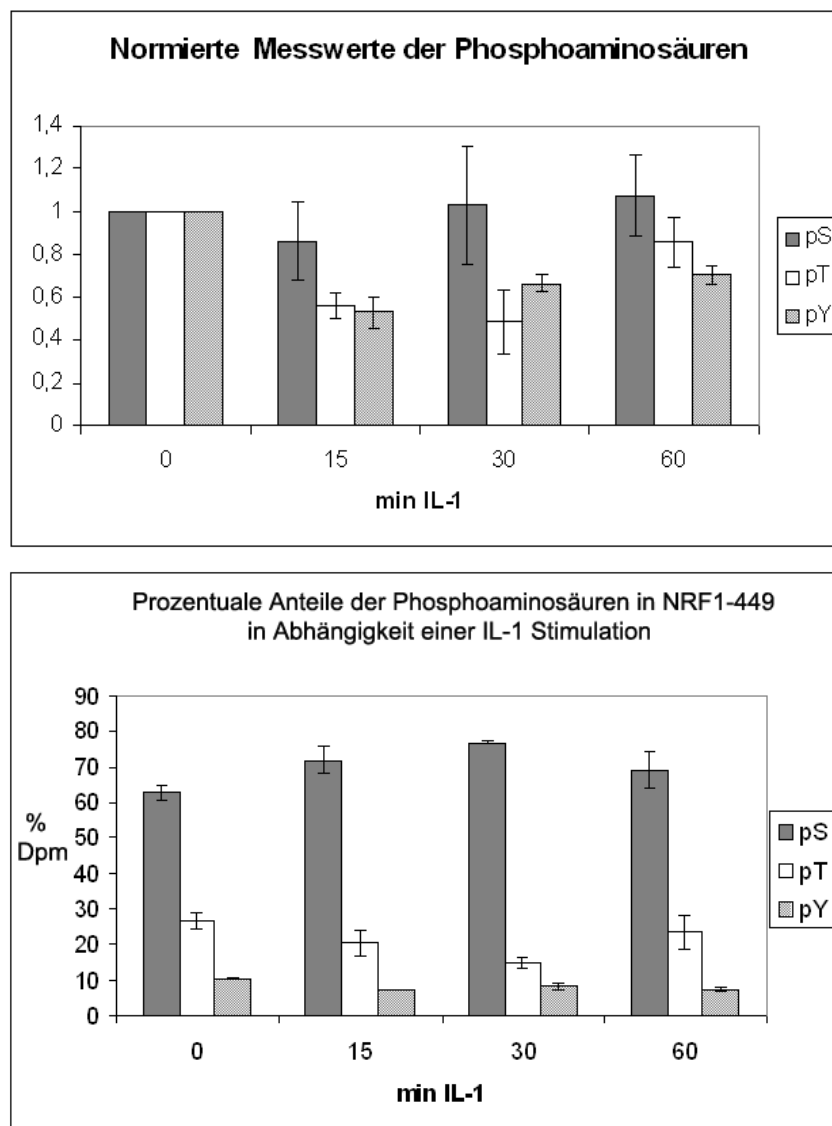 Normierte Messwerte der Phosphoaminosäuren
1,4
1,2
1
0,8
0,6
0,4
0,2
0
0 15 30 60
min IL-1
pS
pT
pY
Prozentuale Anteile der Phosphoaminosäuren in NRF1-449
in Abhängigkeit einer IL-1 Stimulation
90
80
70
60
50
40
30
20
10
0
%
Dpm
0 15 30 60
min IL-1
pS
pT
pY